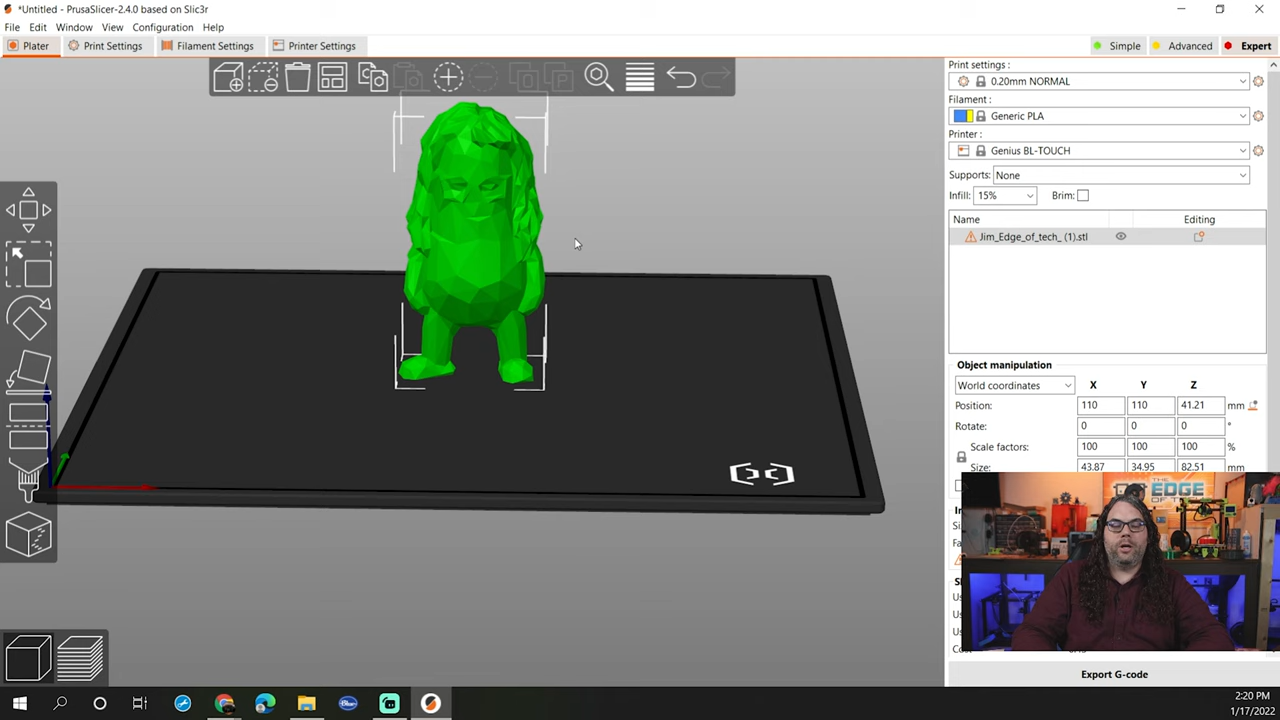 *Untitled - PrusaSlicer-2.4.0 based on Slic3r
File Edit Window View Configuration Help
Plater Print Settings Filament Settings Printer Settings Simple Advanced Expert
Print settings :
0.20mm NORMAL
Filament :
Generic PLA
Printer :
Genius BL-TOUCH
Supports: None
Infill: 15% Brim:
Name Editing
Jim_Edge_of_tech_ (1).stl
Object manipulation
World coordinates X Y Z
Position: 110 110 41.21 mm
Rotate: 0 0 0 °
Scale factors: 100 100 100 %
Size: 43.87 34.95 82.51 mm
THE
EDGE
OF TECH
Export G-code
2:20 PM
1/17/2022